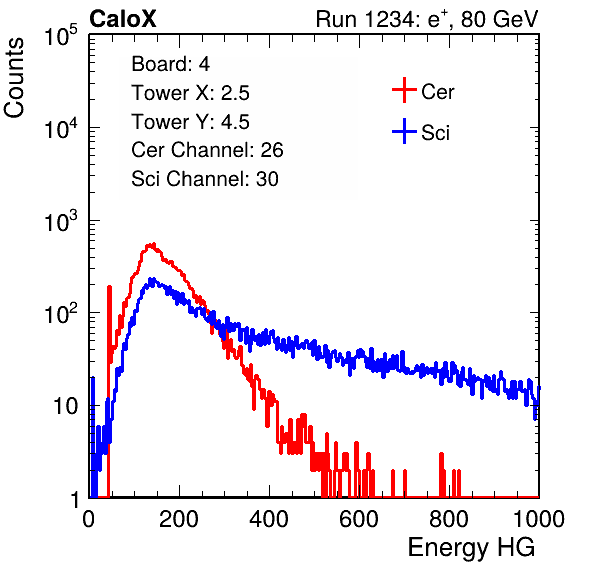 CaloX Run 1234: e⁺, 80 GeV
Counts
10⁵
10⁴
10³
10²
10
1
Board: 4
Tower X: 2.5
Tower Y: 4.5
Cer Channel: 26
Sci Channel: 30
Cer
Sci
0 200 400 600 800 1000
Energy HG